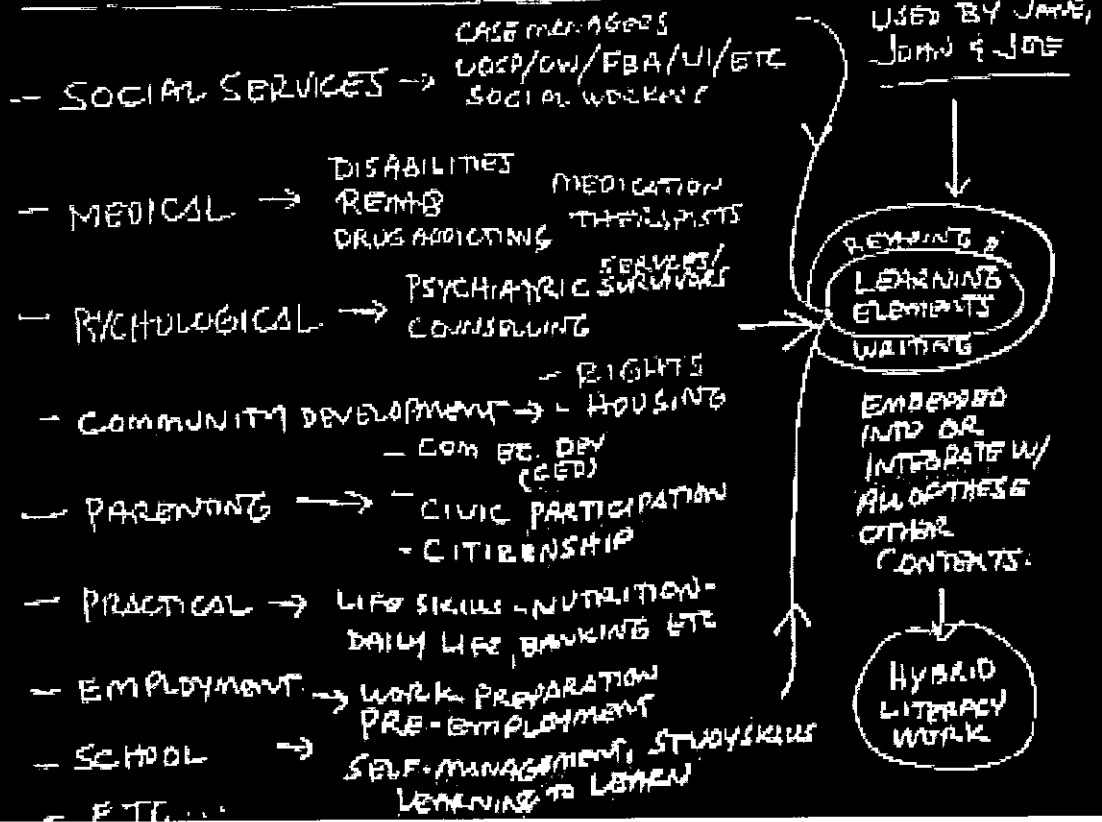 CASE MANAGERS
— SOCIAL SERVICES → /OW/FBA/UI/ETC
SOCIAL WORKERS
DISABILITIES
— MEDICAL → REHAB
DRUG ADDICTING
MEDICATION
THERAPISTS
SERVICES/
PSYCHIATRIC SURVIVORS
— PSYCHOLOGICAL →
COUNSELLING
- RIGHTS
- COMMUNITY DEVELOPMENT → - HOUSING
- COM EC. DEV
(CED)
— PARENTING → - CIVIC PARTICIPATION
- CITIZENSHIP
— PRACTICAL → LIFE SKILLS - NUTRITION -
DAILY LIFE, BANKING ETC
— EMPLOYMENT → WORK PREPARATION
PRE-EMPLOYMENT
— SCHOOL → SELF-MANAGEMENT, STUDY SKILLS
LEARNING TO LEARN
- ETC....
USED BY JANE,
JOHN & JOE
READING &
LEARNING
ELEMENTS
WRITING
EMBEDDED
INTO OR
INTEGRATE W/
ALL OF THESE
OTHER
CONTENTS.
HYBRID
LITERACY
WORK